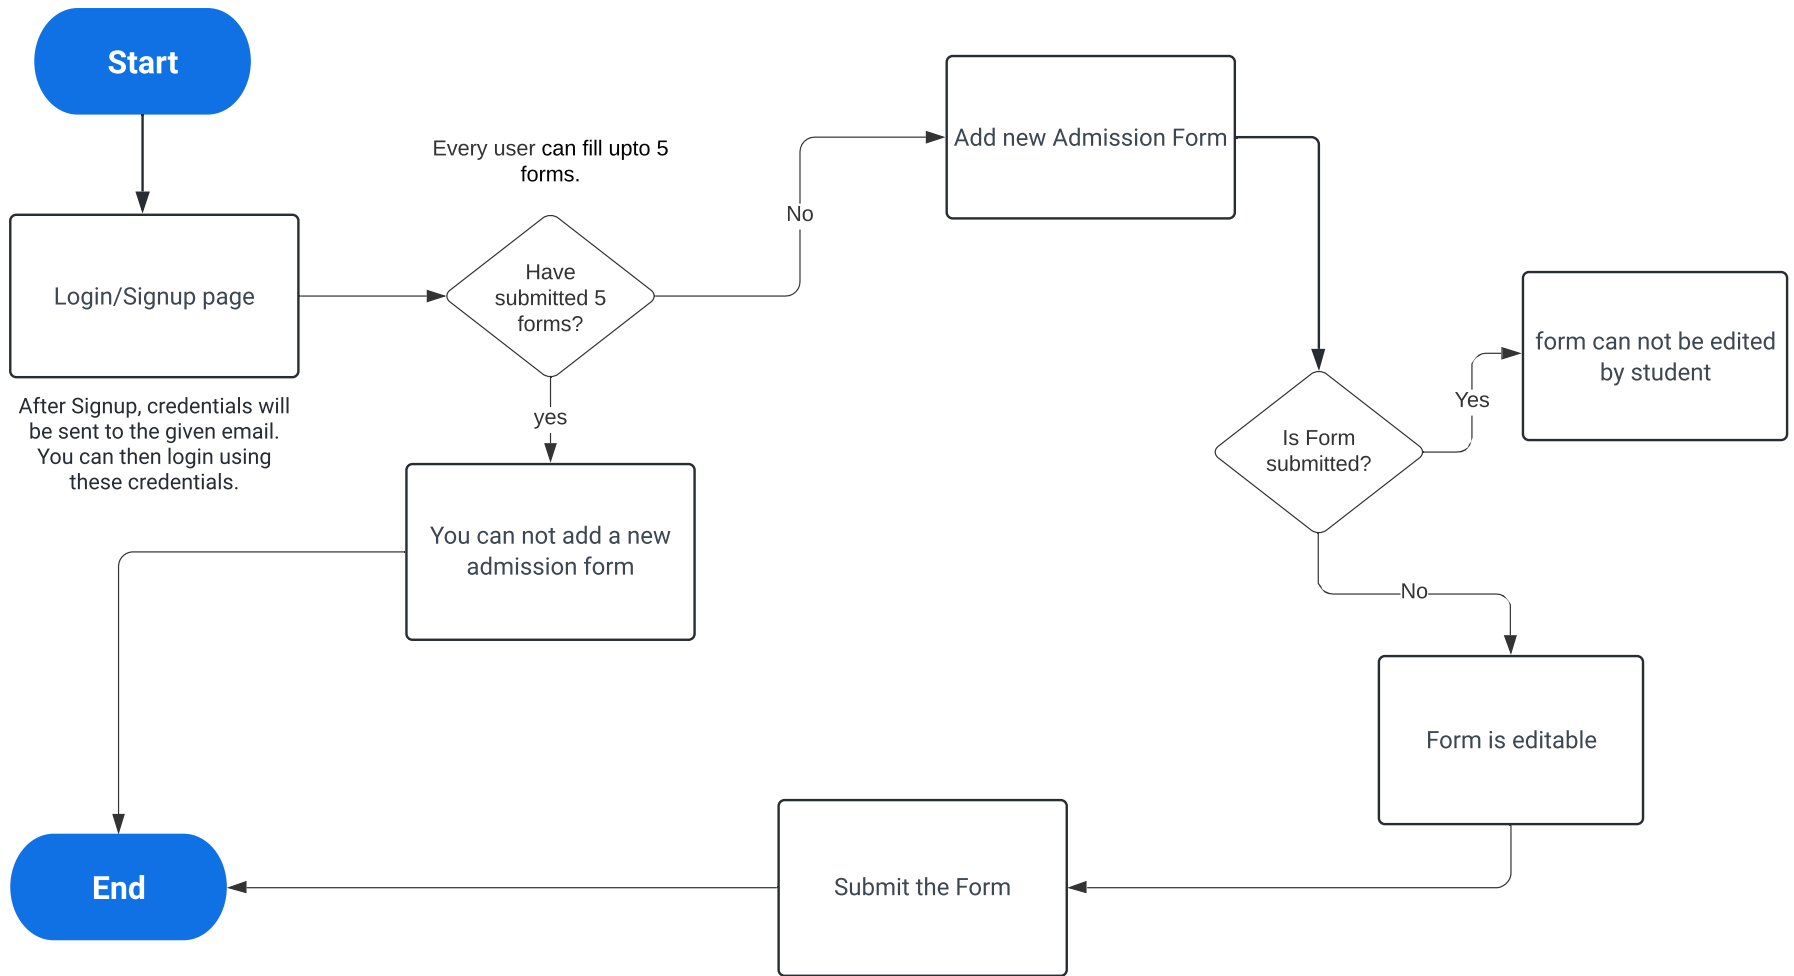 Start
Every user can fill upto 5
forms.
Add new Admission Form
No
Login/Signup page
Have
submitted 5
forms?
form can not be edited
by student
After Signup, credentials will
be sent to the given email.
You can then login using
these credentials.
yes
Yes
Is Form
submitted?
You can not add a new
admission form
No
Form is editable
End
Submit the Form